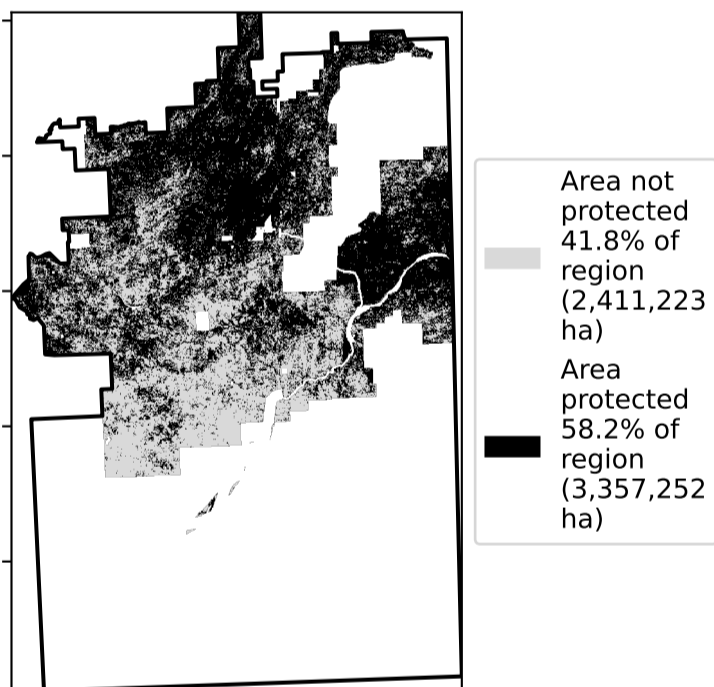 Area not
protected
41.8% of
region
(2,411,223
ha)
Area
protected
58.2% of
region
(3,357,252
ha)